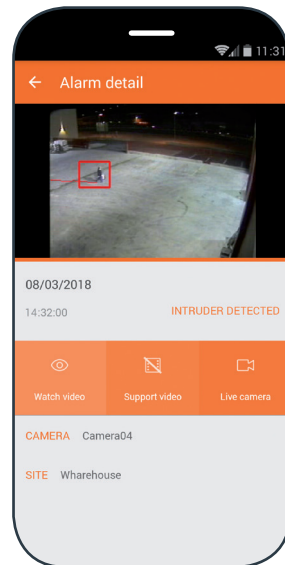 11:31
Alarm detail
08/03/2018
14:32:00 INTRUDER DETECTED
Watch video Support video Live camera
CAMERA Camera04
SITE Wharehouse